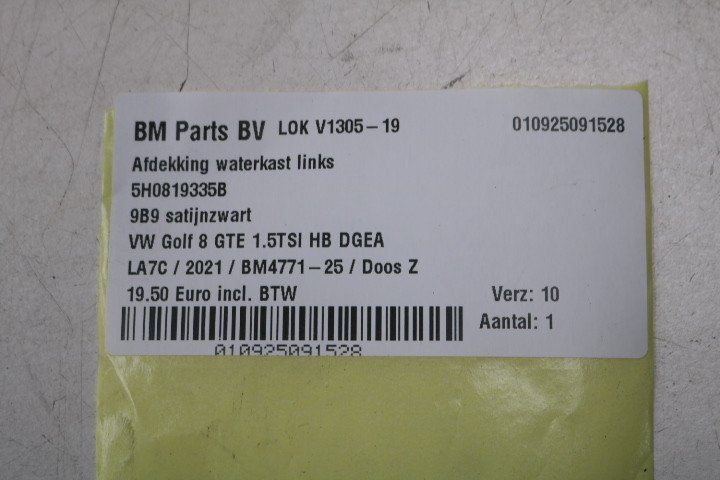 BM Parts BV LOK V1305-19 010925091528
Afdekking waterkast links
5H0819335B
9B9 satijnzwart
VW Golf 8 GTE 1.5TSI HB DGEA
LA7C / 2021 / BM4771-25 / Doos Z
19.50 Euro incl. BTW Verz: 10
Aantal: 1
010925091528